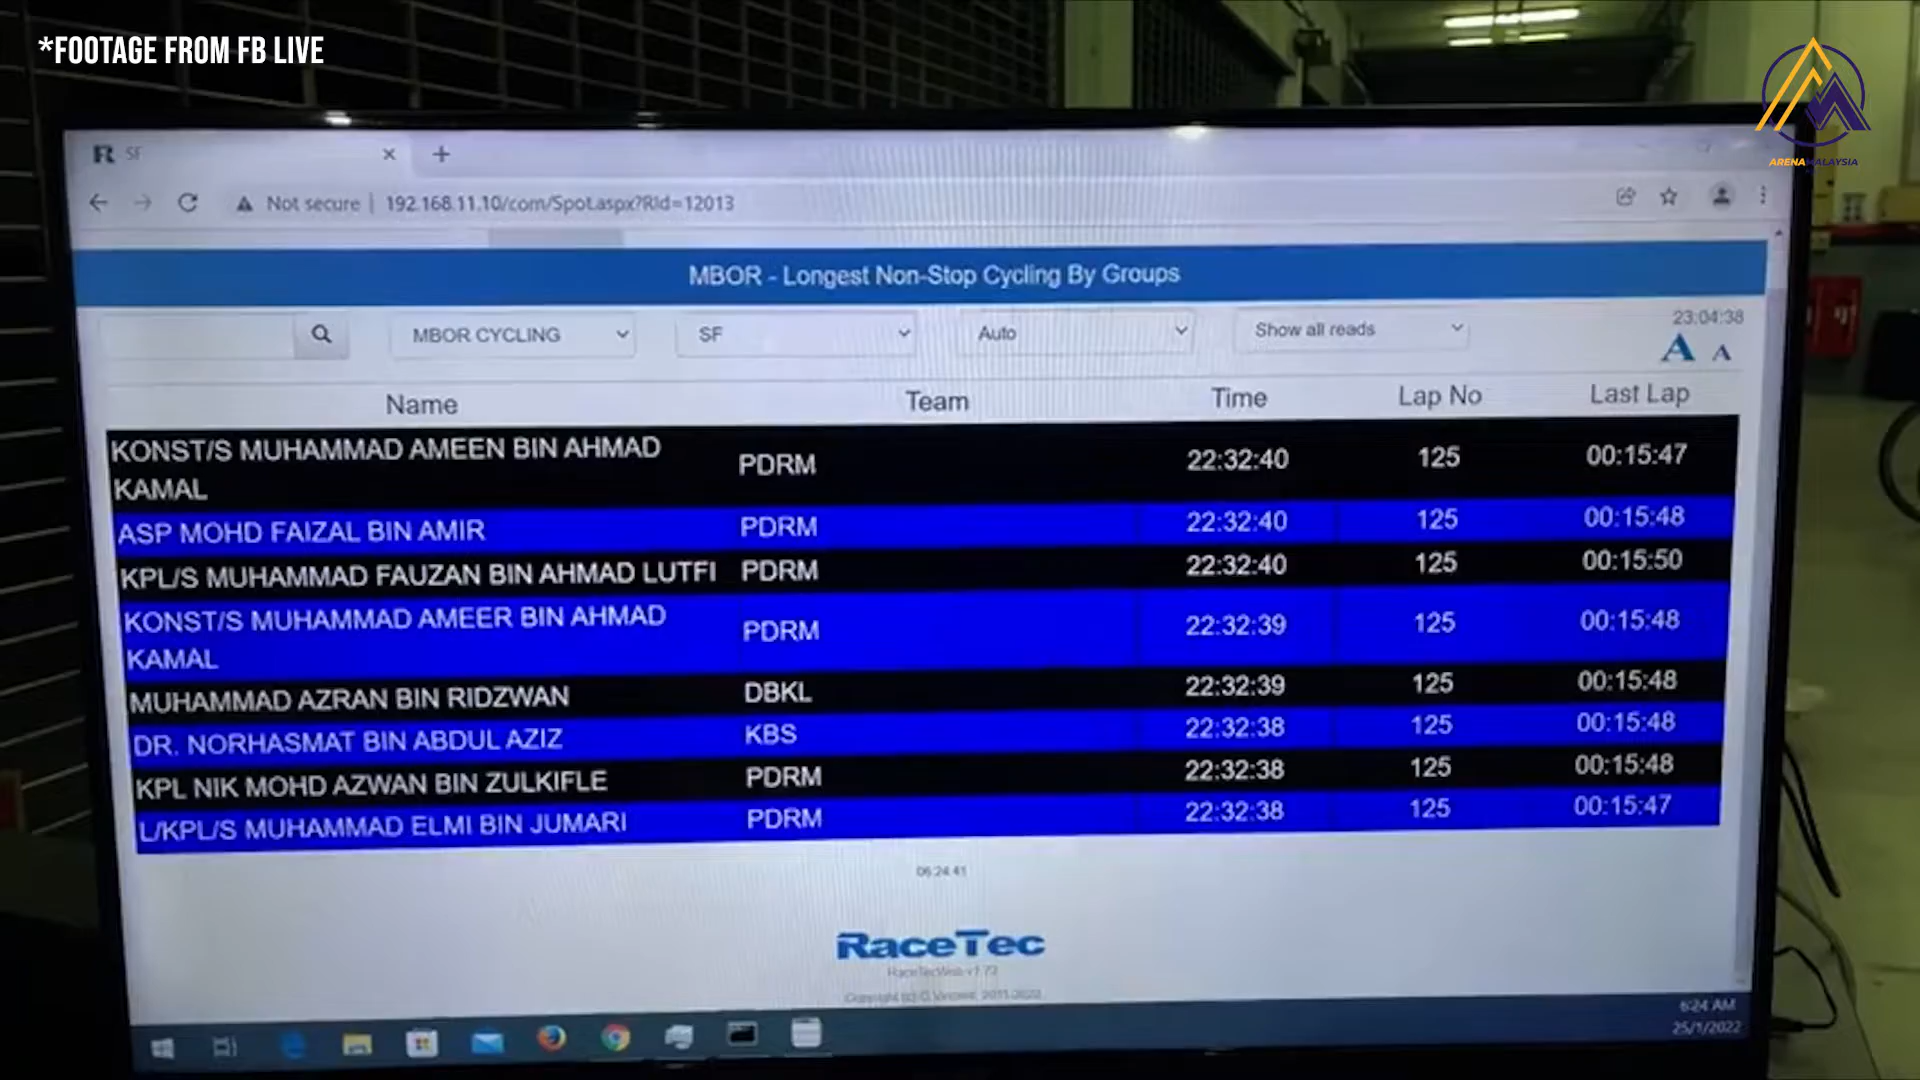 *FOOTAGE FROM FB LIVE
ARENAMALAYSIA
SF
Not secure | 192.168.11.10/com/Spot.aspx?RId=12013
MBOR - Longest Non-Stop Cycling By Groups
MBOR CYCLING SF Auto Show all reads
23:04:38
A A
Name Team Time Lap No Last Lap
KONST/S MUHAMMAD AMEEN BIN AHMAD
KAMAL PDRM 22:32:40 125 00:15:47
ASP MOHD FAIZAL BIN AMIR PDRM 22:32:40 125 00:15:48
KPL/S MUHAMMAD FAUZAN BIN AHMAD LUTFI PDRM 22:32:40 125 00:15:50
KONST/S MUHAMMAD AMEER BIN AHMAD
KAMAL PDRM 22:32:39 125 00:15:48
MUHAMMAD AZRAN BIN RIDZWAN DBKL 22:32:39 125 00:15:48
DR. NORHASMAT BIN ABDUL AZIZ KBS 22:32:38 125 00:15:48
KPL NIK MOHD AZWAN BIN ZULKIFLE PDRM 22:32:38 125 00:15:48
L/KPL/S MUHAMMAD ELMI BIN JUMARI PDRM 22:32:38 125 00:15:47
06:24:41
RaceTec
6:24 AM
25/1/2022